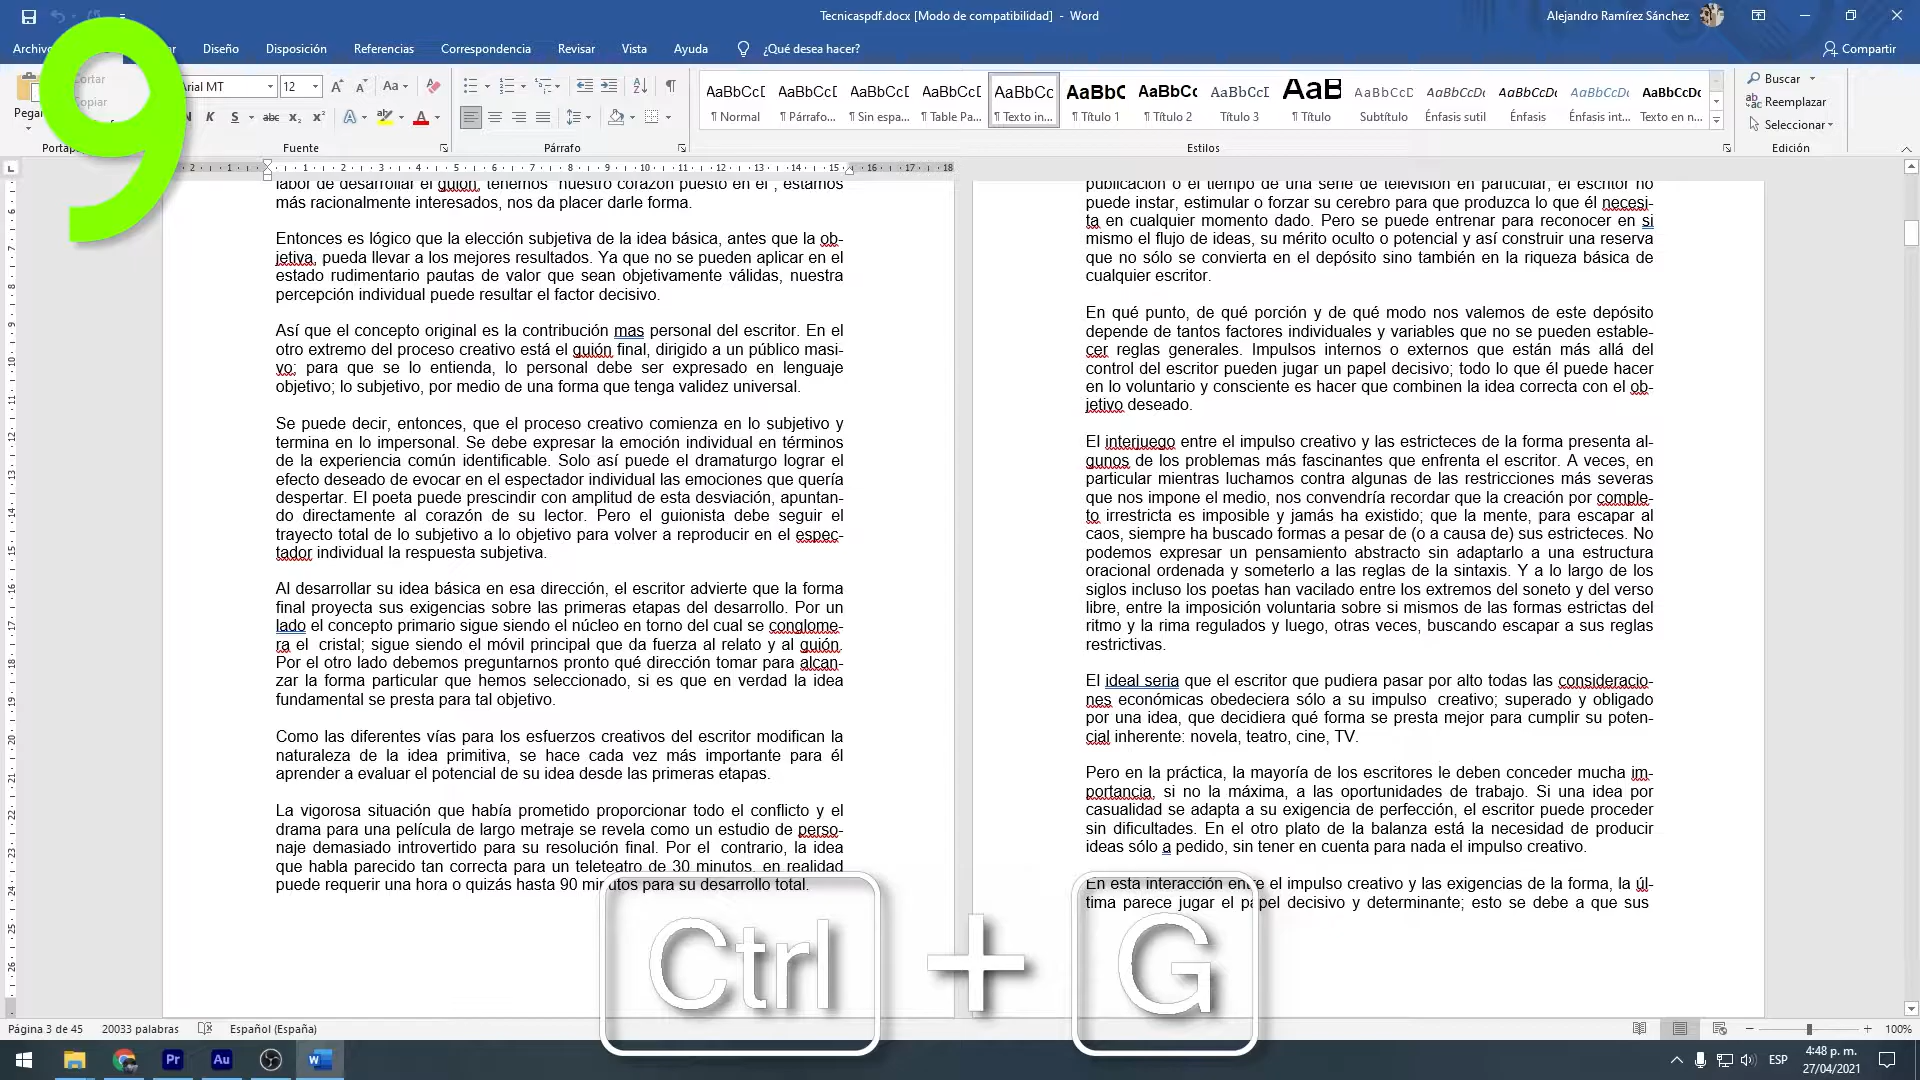 9
Tecnicaspdf.docx [Modo de compatibilidad] - Word
Alejandro Ramírez Sánchez
Archivo
Diseño
Disposición
Referencias
Correspondencia
Revisar
Vista
Ayuda
¿Qué desea hacer?
Compartir
Pegar
Cortar
Copiar
Arial MT
12
Fuente
Párrafo
AaBbCcD ¶ Normal
AaBbCcD ¶ Párrafo...
AaBbCcD ¶ Sin espa...
AaBbCcD ¶ Table Pa...
AaBbCc ¶ Texto in...
AaBbC ¶ Título 1
AaBbCc ¶ Título 2
AaBbCcD Título 3
AaB ¶ Título
AaBbCcD Subtítulo
AaBbCcDc Énfasis sutil
AaBbCcDc Énfasis
AaBbCcDc Énfasis int...
AaBbCcDc Texto en n...
Estilos
Buscar
Reemplazar
Seleccionar
Edición
labor de desarrollar el guión, tenemos nuestro corazón puesto en el , estamos
más racionalmente interesados, nos da placer darle forma.
Entonces es lógico que la elección subjetiva de la idea básica, antes que la ob-
jetiva, pueda llevar a los mejores resultados. Ya que no se pueden aplicar en el
estado rudimentario pautas de valor que sean objetivamente válidas, nuestra
percepción individual puede resultar el factor decisivo.
Así que el concepto original es la contribución mas personal del escritor. En el
otro extremo del proceso creativo está el guión final, dirigido a un público masi-
vo; para que se lo entienda, lo personal debe ser expresado en lenguaje
objetivo; lo subjetivo, por medio de una forma que tenga validez universal.
Se puede decir, entonces, que el proceso creativo comienza en lo subjetivo y
termina en lo impersonal. Se debe expresar la emoción individual en términos
de la experiencia común identificable. Solo así puede el dramaturgo lograr el
efecto deseado de evocar en el espectador individual las emociones que quería
despertar. El poeta puede prescindir con amplitud de esta desviación, apuntan-
do directamente al corazón de su lector. Pero el guionista debe seguir el
trayecto total de lo subjetivo a lo objetivo para volver a reproducir en el espec-
tador individual la respuesta subjetiva.
Al desarrollar su idea básica en esa dirección, el escritor advierte que la forma
final proyecta sus exigencias sobre las primeras etapas del desarrollo. Por un
lado el concepto primario sigue siendo el núcleo en torno del cual se conglome-
ra el cristal; sigue siendo el móvil principal que da fuerza al relato y al guión.
Por el otro lado debemos preguntarnos pronto qué dirección tomar para alcan-
zar la forma particular que hemos seleccionado, si es que en verdad la idea
fundamental se presta para tal objetivo.
Como las diferentes vías para los esfuerzos creativos del escritor modifican la
naturaleza de la idea primitiva, se hace cada vez más importante para él
aprender a evaluar el potencial de su idea desde las primeras etapas.
La vigorosa situación que había prometido proporcionar todo el conflicto y el
drama para una película de largo metraje se revela como un estudio de perso-
naje demasiado introvertido para su resolución final. Por el contrario, la idea
que habla parecido tan correcta para un teleteatro de 30 minutos, en realidad
puede requerir una hora o quizás hasta 90 minutos para su desarrollo total.
publicación o el tiempo de una serie de televisión en particular, el escritor no
puede instar, estimular o forzar su cerebro para que produzca lo que él necesi-
ta en cualquier momento dado. Pero se puede entrenar para reconocer en si
mismo el flujo de ideas, su mérito oculto o potencial y así construir una reserva
que no sólo se convierta en el depósito sino también en la riqueza básica de
cualquier escritor.
En qué punto, de qué porción y de qué modo nos valemos de este depósito
depende de tantos factores individuales y variables que no se pueden estable-
cer reglas generales. Impulsos internos o externos que están más allá del
control del escritor pueden jugar un papel decisivo; todo lo que él puede hacer
en lo voluntario y consciente es hacer que combinen la idea correcta con el ob-
jetivo deseado.
El interjuego entre el impulso creativo y las estricteces de la forma presenta al-
gunos de los problemas más fascinantes que enfrenta el escritor. A veces, en
particular mientras luchamos contra algunas de las restricciones más severas
que nos impone el medio, nos convendría recordar que la creación por comple-
to irrestricta es imposible y jamás ha existido; que la mente, para escapar al
caos, siempre ha buscado formas a pesar de (o a causa de) sus estricteces. No
podemos expresar un pensamiento abstracto sin adaptarlo a una estructura
oracional ordenada y someterlo a las reglas de la sintaxis. Y a lo largo de los
siglos incluso los poetas han vacilado entre los extremos del soneto y del verso
libre, entre la imposición voluntaria sobre si mismos de las formas estrictas del
ritmo y la rima regulados y luego, otras veces, buscando escapar a sus reglas
restrictivas.
El ideal seria que el escritor que pudiera pasar por alto todas las consideracio-
nes económicas obedeciera sólo a su impulso creativo; superado y obligado
por una idea, que decidiera qué forma se presta mejor para cumplir su poten-
cial inherente: novela, teatro, cine, TV.
Pero en la práctica, la mayoría de los escritores le deben conceder mucha im-
portancia, si no la máxima, a las oportunidades de trabajo. Si una idea por
casualidad se adapta a su exigencia de perfección, el escritor puede proceder
sin dificultades. En el otro plato de la balanza está la necesidad de producir
ideas sólo a pedido, sin tener en cuenta para nada el impulso creativo.
En esta interacción entre el impulso creativo y las exigencias de la forma, la úl-
tima parece jugar el papel decisivo y determinante; esto se debe a que sus
Ctrl + G
Página 3 de 45
20033 palabras
Español (España)
100%
Pr
Au
ESP
4:48 p. m.
27/04/2021